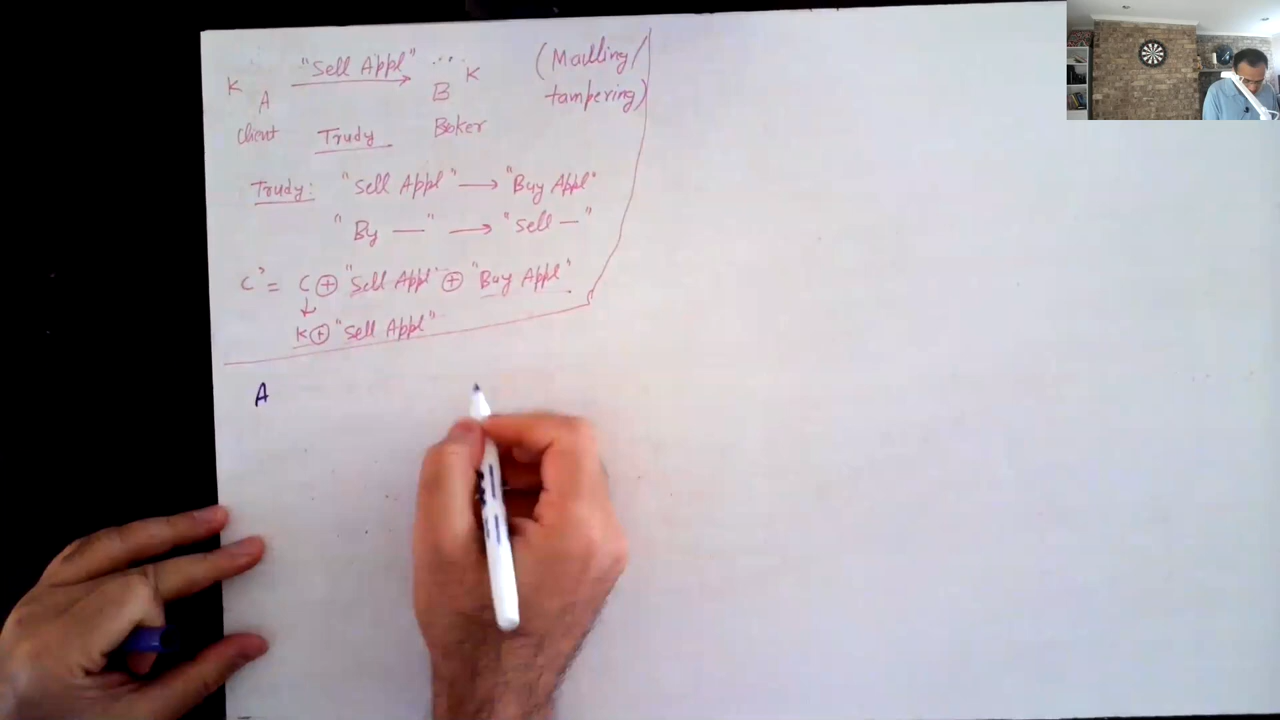 "Sell Appl" ... (Mailling/
K A B K tampering)
Client Trudy Boker
Trudy: "Sell Appl" → "Buy Appl"
"By —" → "Sell —"
C' = C ⊕ "Sell Appl" ⊕ "Buy Appl"
↓
K ⊕ "Sell Appl"
A